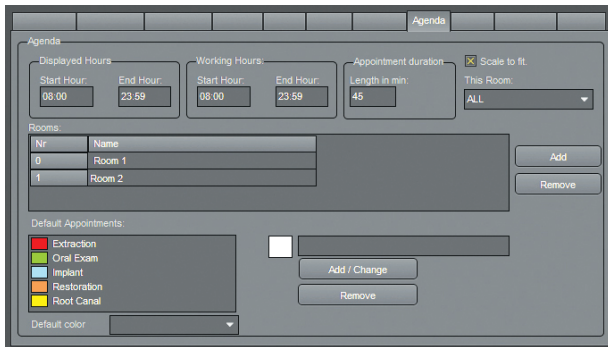 Agenda
Agenda
Displayed Hours
Working Hours:
Appointment duration
Scale to fit.
Start Hour:
End Hour:
Start Hour:
End Hour:
Length in min:
This Room:
08:00
23:59
08:00
23:59
45
ALL
Rooms:
Nr
Name
0
Room 1
1
Room 2
Add
Remove
Default Appointments:
Extraction
Oral Exam
Implant
Restoration
Root Canal
Add / Change
Remove
Default color